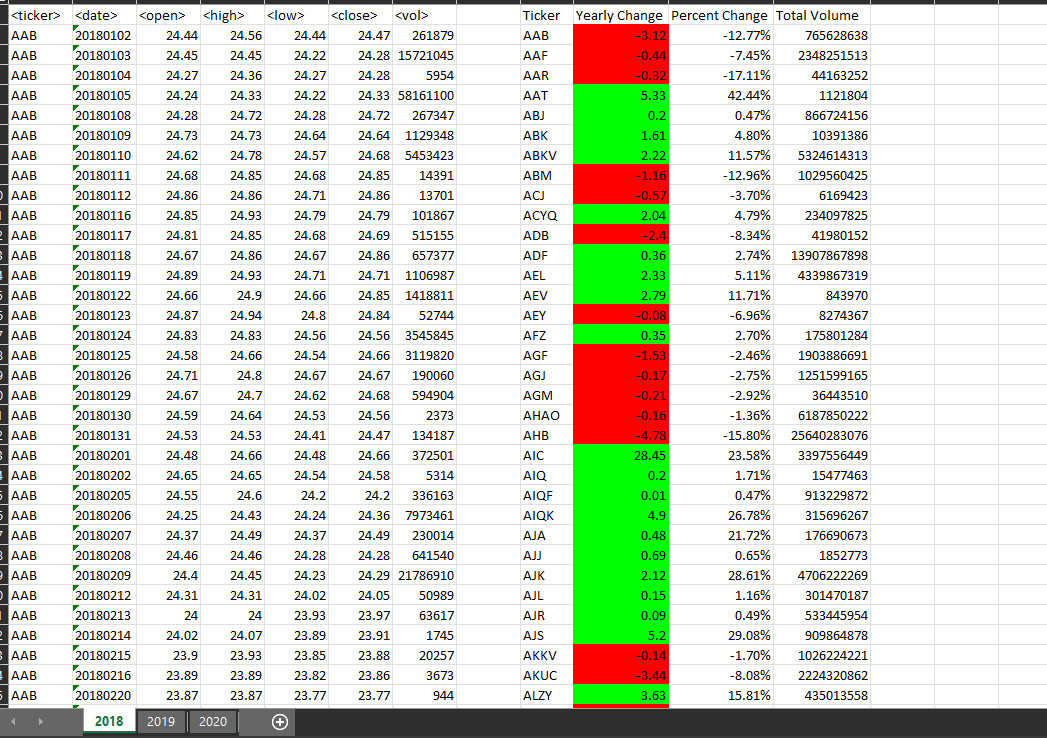 <ticker> <date> <open> <high> <low> <close> <vol> Ticker Yearly Change Percent Change Total Volume
AAB 20180102 24.44 24.56 24.44 24.47 261879 AAB -3.12 -12.77% 765628638
AAB 20180103 24.45 24.45 24.22 24.28 15721045 AAF -0.44 -7.45% 2348251513
AAB 20180104 24.27 24.36 24.27 24.28 5954 AAR -0.32 -17.11% 44163252
AAB 20180105 24.24 24.33 24.22 24.33 58161100 AAT 5.33 42.44% 1121804
AAB 20180108 24.28 24.72 24.28 24.72 267347 ABJ 0.2 0.47% 866724156
AAB 20180109 24.73 24.73 24.64 24.64 1129348 ABK 1.61 4.80% 10391386
AAB 20180110 24.62 24.78 24.57 24.68 5453423 ABKV 2.22 11.57% 5324614313
AAB 20180111 24.68 24.85 24.68 24.85 14391 ABM -1.16 -12.96% 1029560425
AAB 20180112 24.86 24.86 24.71 24.86 13701 ACJ -0.57 -3.70% 6169423
AAB 20180116 24.85 24.93 24.79 24.79 101867 ACYQ 2.04 4.79% 234097825
AAB 20180117 24.81 24.85 24.68 24.69 515155 ADB -2.4 -8.34% 41980152
AAB 20180118 24.67 24.86 24.67 24.86 657377 ADF 0.36 2.74% 13907867898
AAB 20180119 24.89 24.93 24.71 24.71 1106987 AEL 2.33 5.11% 4339867319
AAB 20180122 24.66 24.9 24.66 24.85 1418811 AEV 2.79 11.71% 843970
AAB 20180123 24.87 24.94 24.8 24.84 52744 AEY -0.08 -6.96% 8274367
AAB 20180124 24.83 24.83 24.56 24.56 3545845 AFZ 0.35 2.70% 175801284
AAB 20180125 24.58 24.66 24.54 24.66 3119820 AGF -1.53 -2.46% 1903886691
AAB 20180126 24.71 24.8 24.67 24.67 190060 AGJ -0.17 -2.75% 1251599165
AAB 20180129 24.67 24.7 24.62 24.68 594904 AGM -0.21 -2.92% 36443510
AAB 20180130 24.59 24.64 24.53 24.56 2373 AHAO -0.16 -1.36% 6187850222
AAB 20180131 24.53 24.53 24.41 24.47 134187 AHB -4.78 -15.80% 25640283076
AAB 20180201 24.48 24.66 24.48 24.66 372501 AIC 28.45 23.58% 3397556449
AAB 20180202 24.65 24.65 24.54 24.58 5314 AIQ 0.2 1.71% 15477463
AAB 20180205 24.55 24.6 24.2 24.2 336163 AIQF 0.01 0.47% 913229872
AAB 20180206 24.25 24.43 24.24 24.36 7973461 AIQK 4.9 26.78% 315696267
AAB 20180207 24.37 24.49 24.37 24.49 230014 AJA 0.48 21.72% 176690673
AAB 20180208 24.46 24.46 24.28 24.28 641540 AJJ 0.69 0.65% 1852773
AAB 20180209 24.4 24.45 24.23 24.29 21786910 AJK 2.12 28.61% 4706222269
AAB 20180212 24.31 24.31 24.02 24.05 50989 AJL 0.15 1.16% 301470187
AAB 20180213 24 24 23.93 23.97 63617 AJR 0.09 0.49% 533445954
AAB 20180214 24.02 24.07 23.89 23.91 1745 AJS 5.2 29.08% 909864878
AAB 20180215 23.9 23.93 23.85 23.88 20257 AKKV -0.14 -1.70% 1026224221
AAB 20180216 23.89 23.89 23.82 23.86 3673 AKUC -3.44 -8.08% 2224320862
AAB 20180220 23.87 23.87 23.77 23.77 944 ALZY 3.63 15.81% 435013558
2018 2019 2020